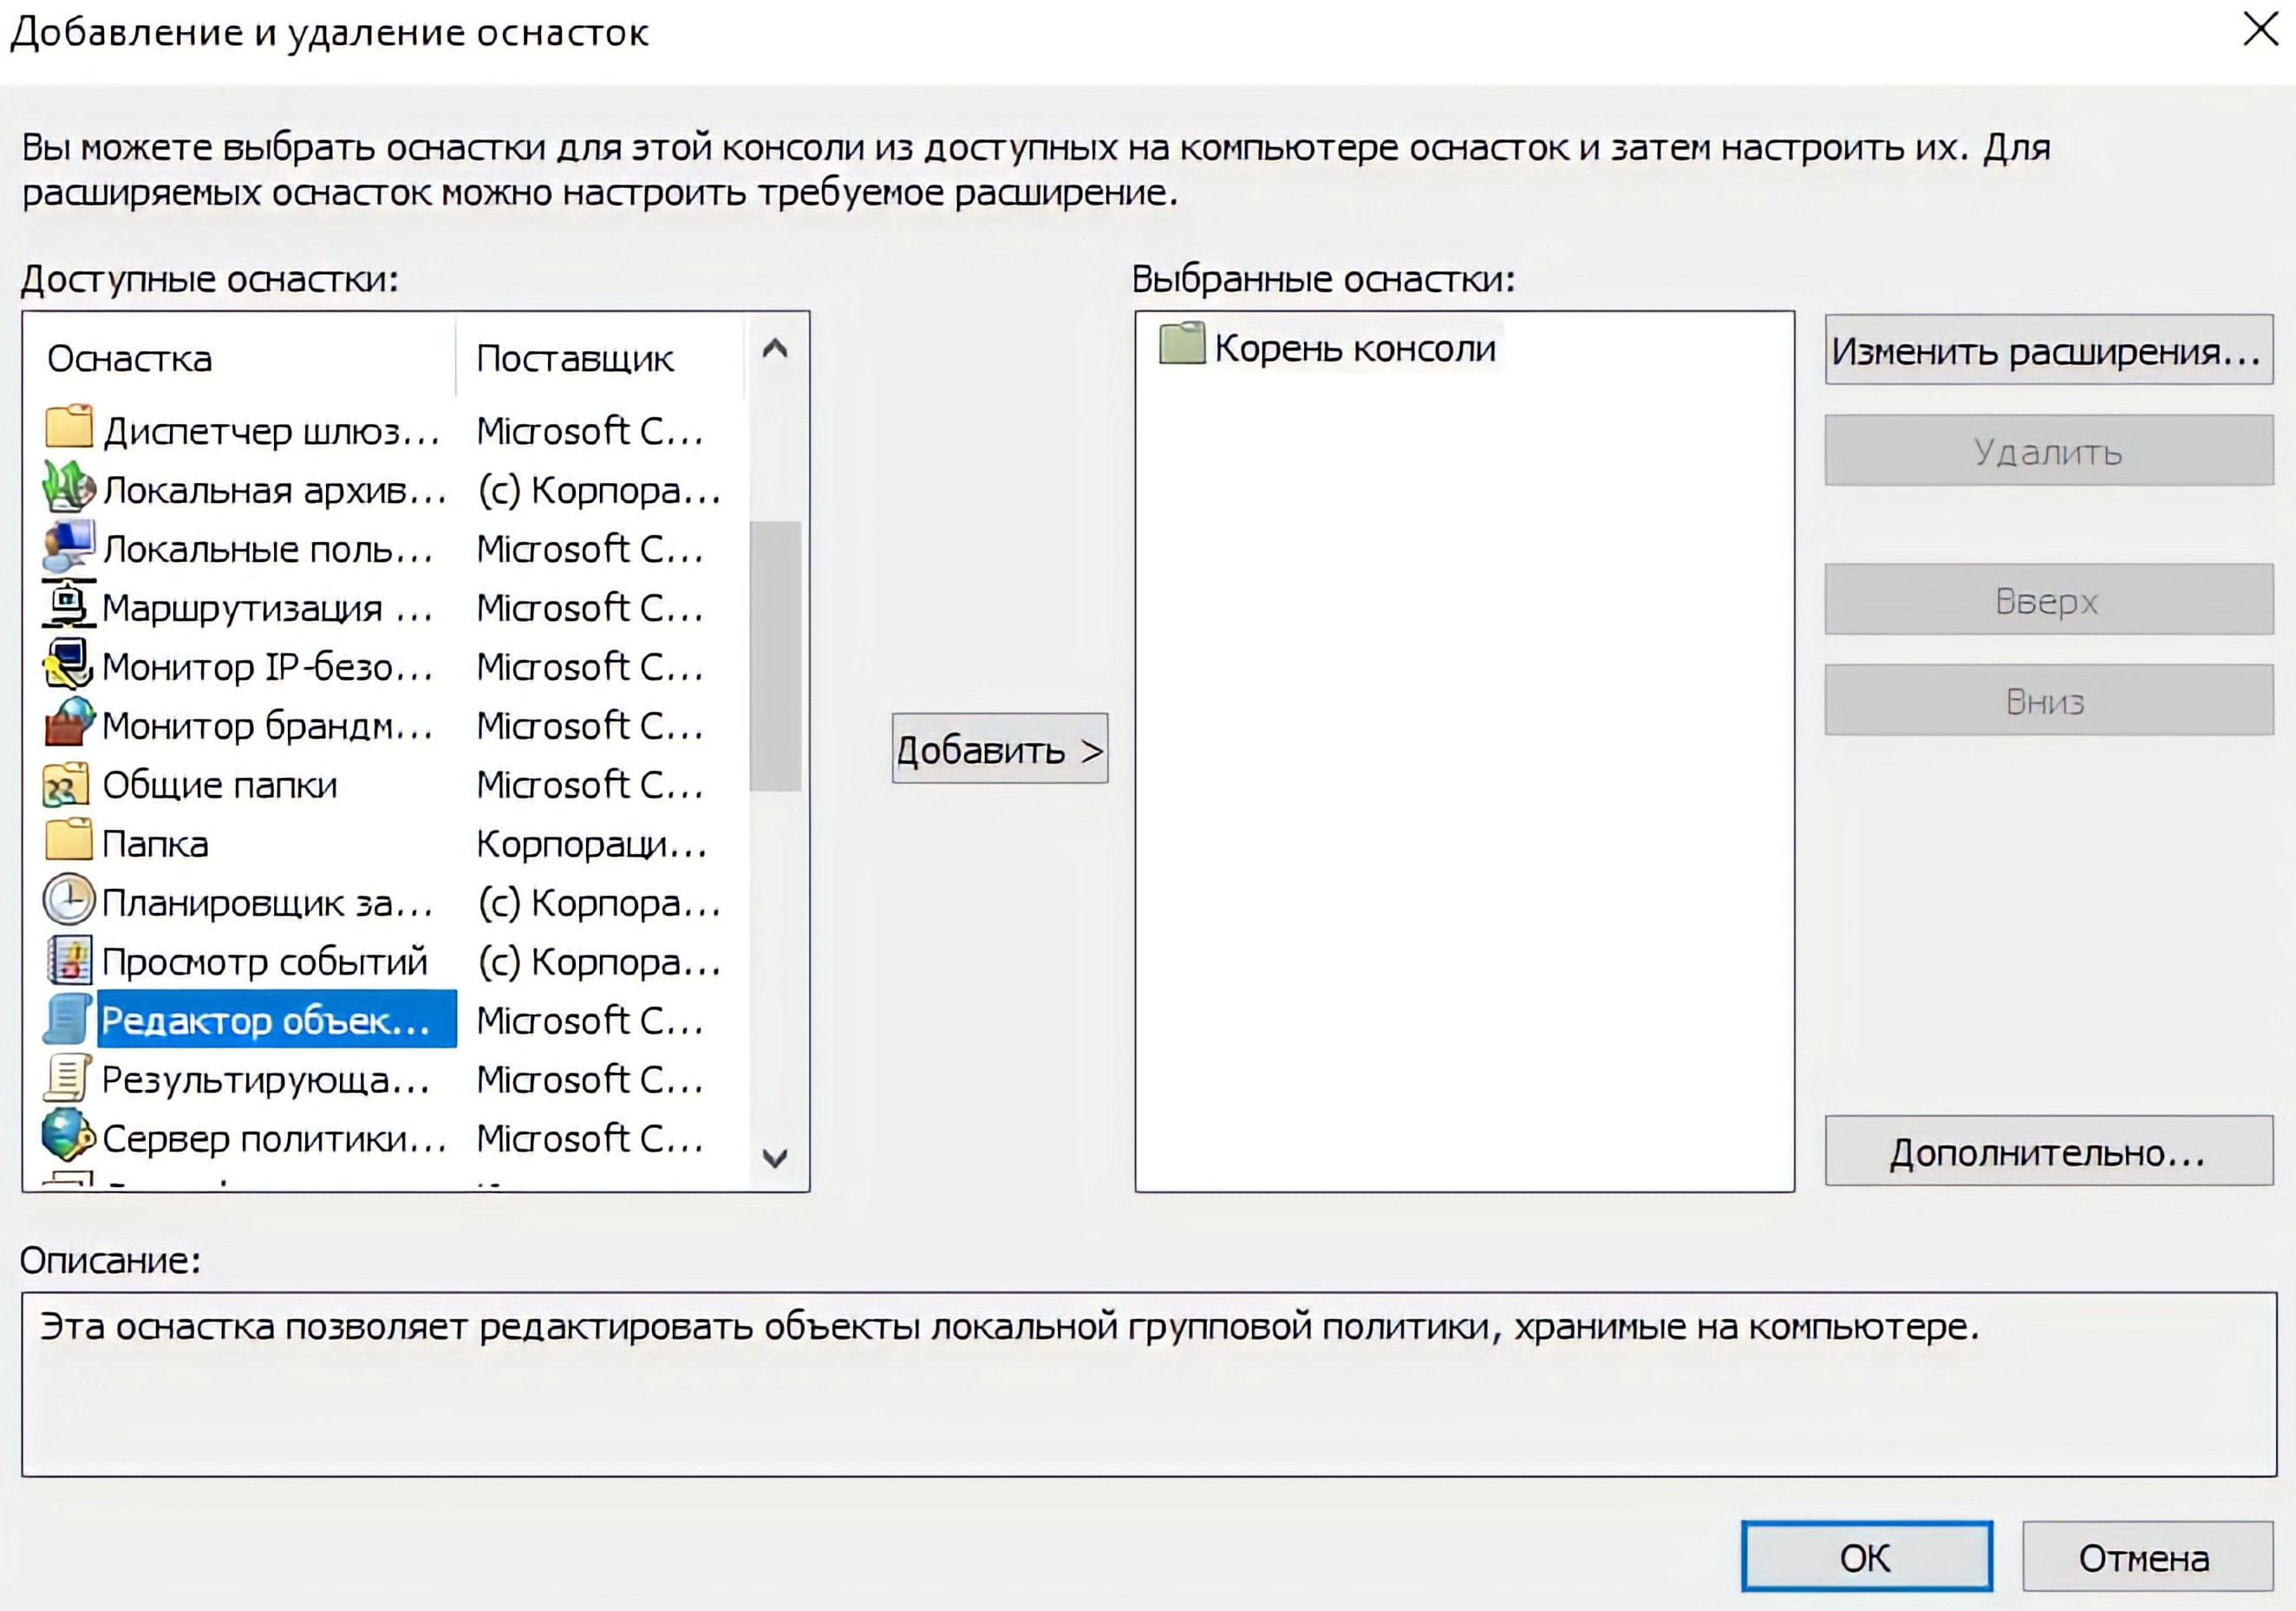 Добавление и удаление оснасток
Вы можете выбрать оснастки для этой консоли из доступных на компьютере оснасток и затем настроить их. Для
расширяемых оснасток можно настроить требуемое расширение.
Доступные оснастки:
Оснастка Поставщик
Диспетчер шлюз... Microsoft C...
Локальная архив... (c) Корпора...
Локальные поль... Microsoft C...
Маршрутизация ... Microsoft C...
Монитор IP-безо... Microsoft C...
Монитор брандм... Microsoft C...
Общие папки Microsoft C...
Папка Корпораци...
Планировщик за... (c) Корпора...
Просмотр событий (c) Корпора...
Редактор объек... Microsoft C...
Результирующа... Microsoft C...
Сервер политики... Microsoft C...
Добавить >
Выбранные оснастки:
Корень консоли
Изменить расширения...
Удалить
Вверх
Вниз
Дополнительно...
Описание:
Эта оснастка позволяет редактировать объекты локальной групповой политики, хранимые на компьютере.
ОК
Отмена